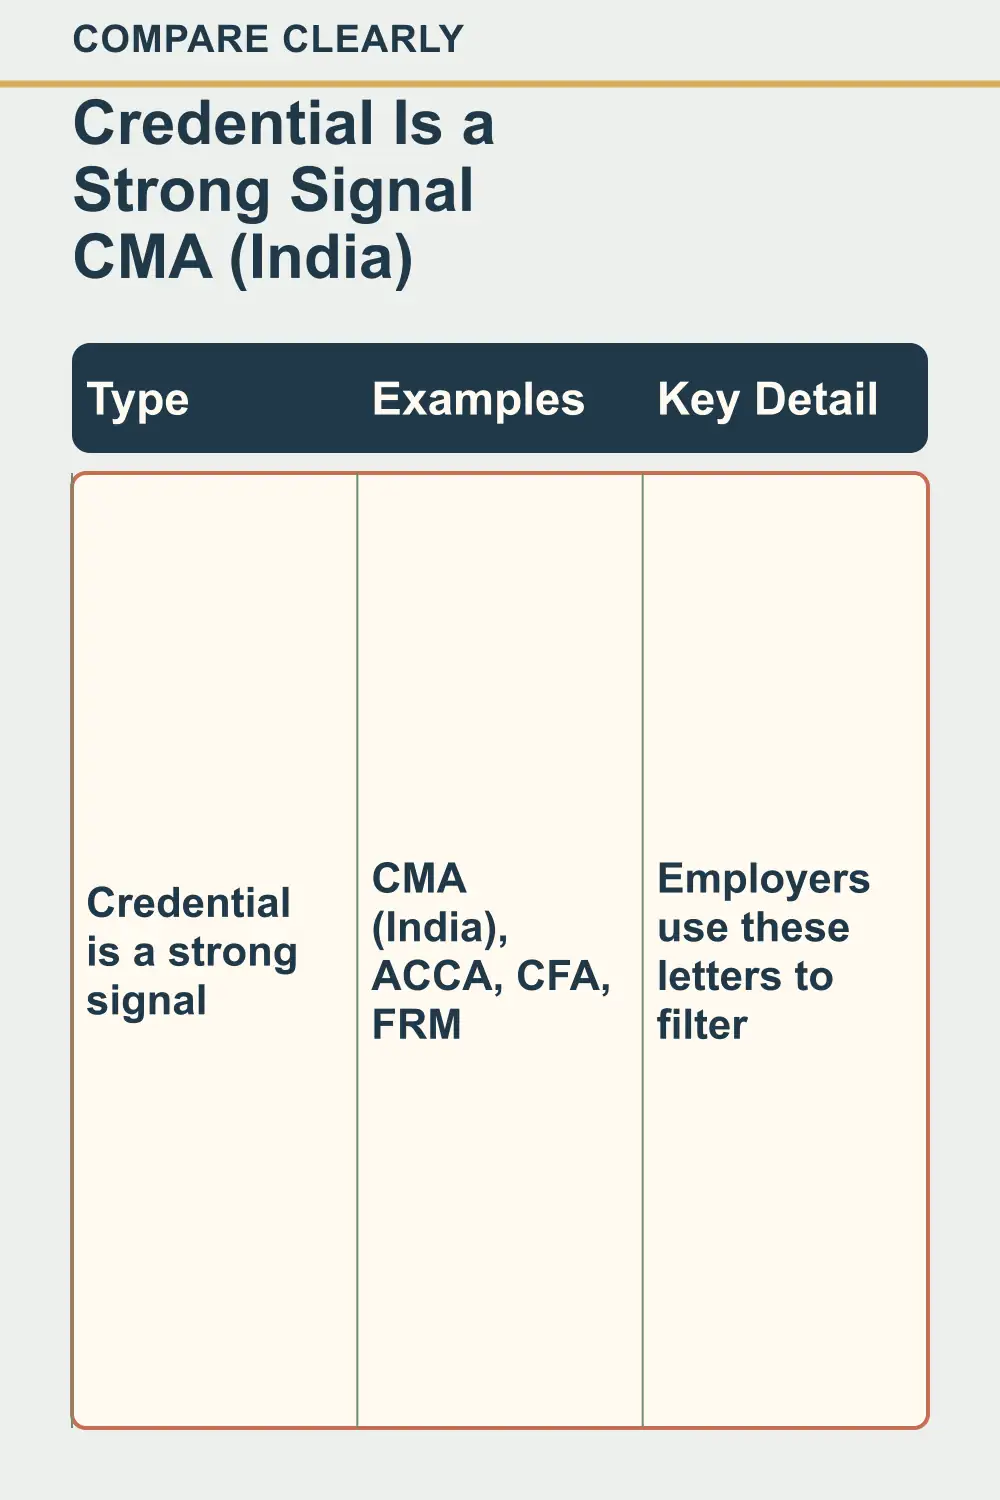 COMPARE CLEARLY
Credential Is a
Strong Signal
CMA (India)
Type
Examples
Key Detail
Credential
is a strong
signal
CMA
(India),
ACCA, CFA,
FRM
Employers
use these
letters to
filter